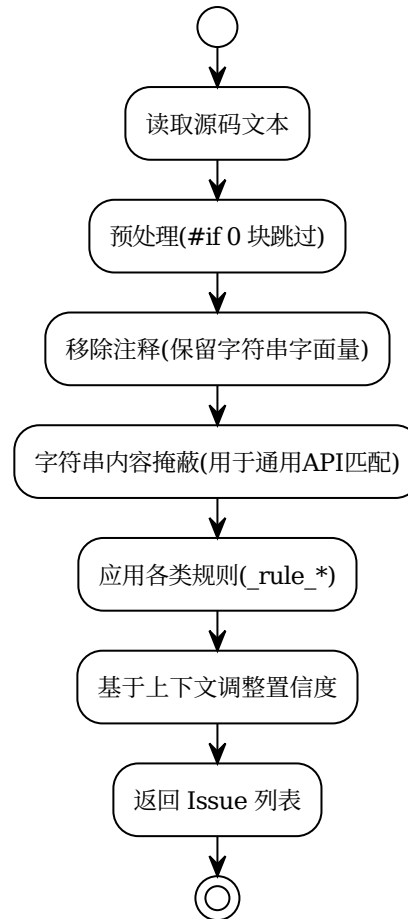 读取源码文本
预处理(#if 0 块跳过)
移除注释(保留字符串字面量)
字符串内容掩蔽(用于通用API匹配)
应用各类规则(_rule_*)
基于上下文调整置信度
返回 Issue 列表